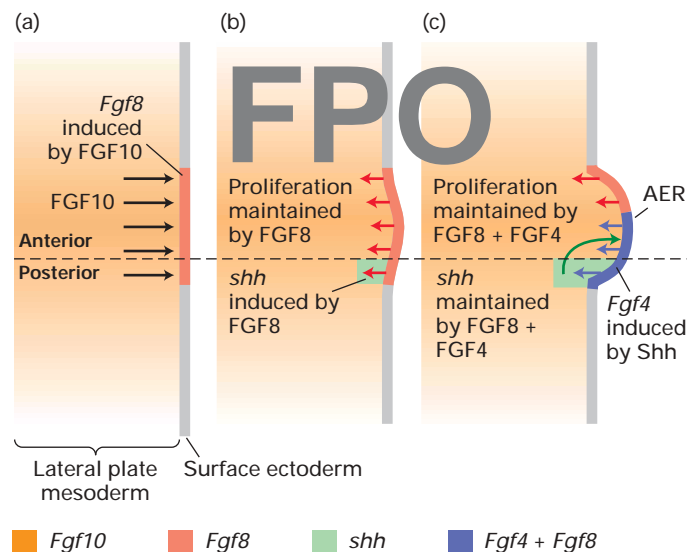 (a)
(b)
(c)
FPO
Fgf8
induced
by FGF10
FGF10
Anterior
Posterior
Proliferation
maintained
by FGF8
shh
induced by
FGF8
Proliferation
maintained by
FGF8 + FGF4
shh
maintained
by FGF8 +
FGF4
AER
Fgf4
induced
by Shh
Lateral plate
mesoderm
Surface ectoderm
Fgf10
Fgf8
shh
Fgf4 + Fgf8